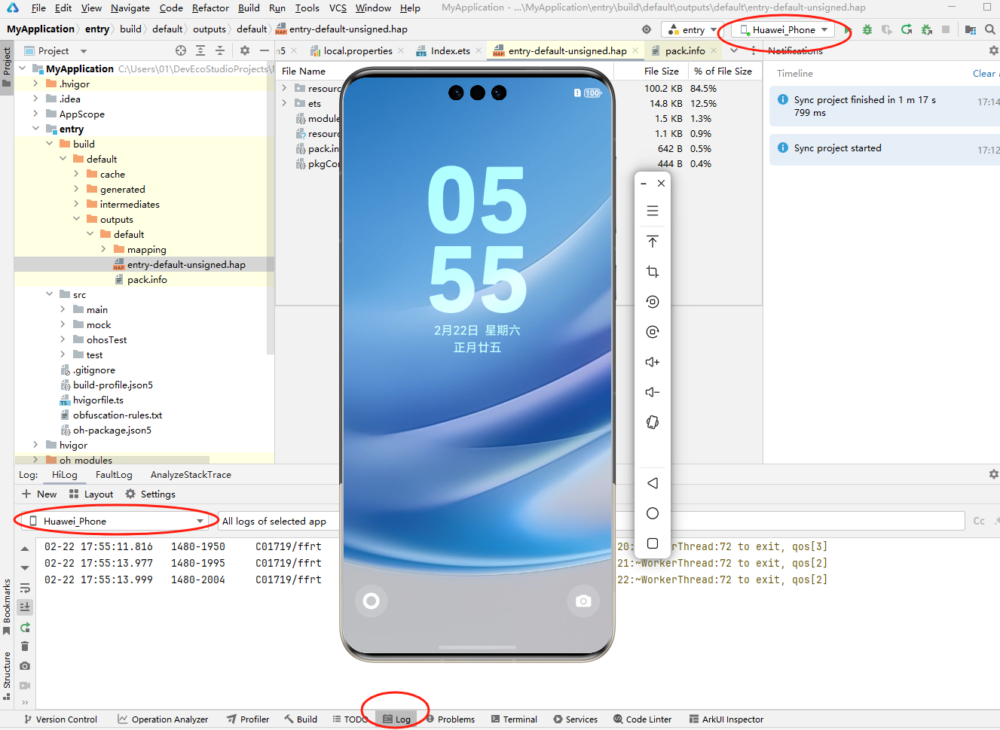 File Edit View Navigate Code Refactor Build Run Tools VCS Window Help MyApplication - ...\MyApplication\entry\build\default\outputs\default\entry-default-unsigned.hap
MyApplication entry build default outputs default entry-default-unsigned.hap entry Huawei_Phone
Project n5 local.properties Index.ets entry-default-unsigned.hap pack.info Notifications
Project
MyApplication C:\Users\01\DevEcoStudioProjects\
.hvigor
.idea
AppScope
entry
build
default
cache
generated
intermediates
outputs
default
mapping
entry-default-unsigned.hap
pack.info
src
main
mock
ohosTest
test
.gitignore
build-profile.json5
hvigorfile.ts
obfuscation-rules.txt
oh-package.json5
hvigor
oh_modules
File Name File Size % of File Size
resourc 100.2 KB 84.5%
ets 14.8 KB 12.5%
module 1.5 KB 1.3%
resourc 1.1 KB 0.9%
pack.in 642 B 0.5%
pkgCor 444 B 0.4%
100
05
55
2月22日 星期六
正月廿五
Timeline Clear
Sync project finished in 1 m 17 s 17:14
799 ms
Sync project started 17:12
Log: HiLog FaultLog AnalyzeStackTrace
New Layout Settings
Huawei_Phone All logs of selected app Cc .*
02-22 17:55:11.816 1480-1950 C01719/ffrt 20:~WorkerThread:72 to exit, qos[3]
02-22 17:55:13.977 1480-1995 C01719/ffrt 21:~WorkerThread:72 to exit, qos[2]
02-22 17:55:13.999 1480-2004 C01719/ffrt 22:~WorkerThread:72 to exit, qos[2]
Bookmarks
Structure
Version Control Operation Analyzer Profiler Build TODO Log Problems Terminal Services Code Linter ArkUI Inspector